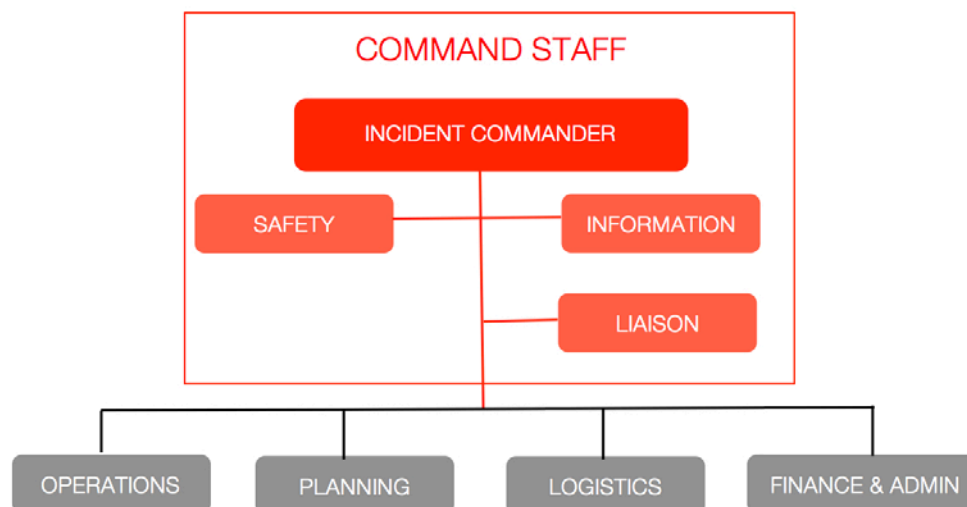 COMMAND STAFF
INCIDENT COMMANDER
SAFETY
INFORMATION
LIAISON
OPERATIONS
PLANNING
LOGISTICS
FINANCE & ADMIN